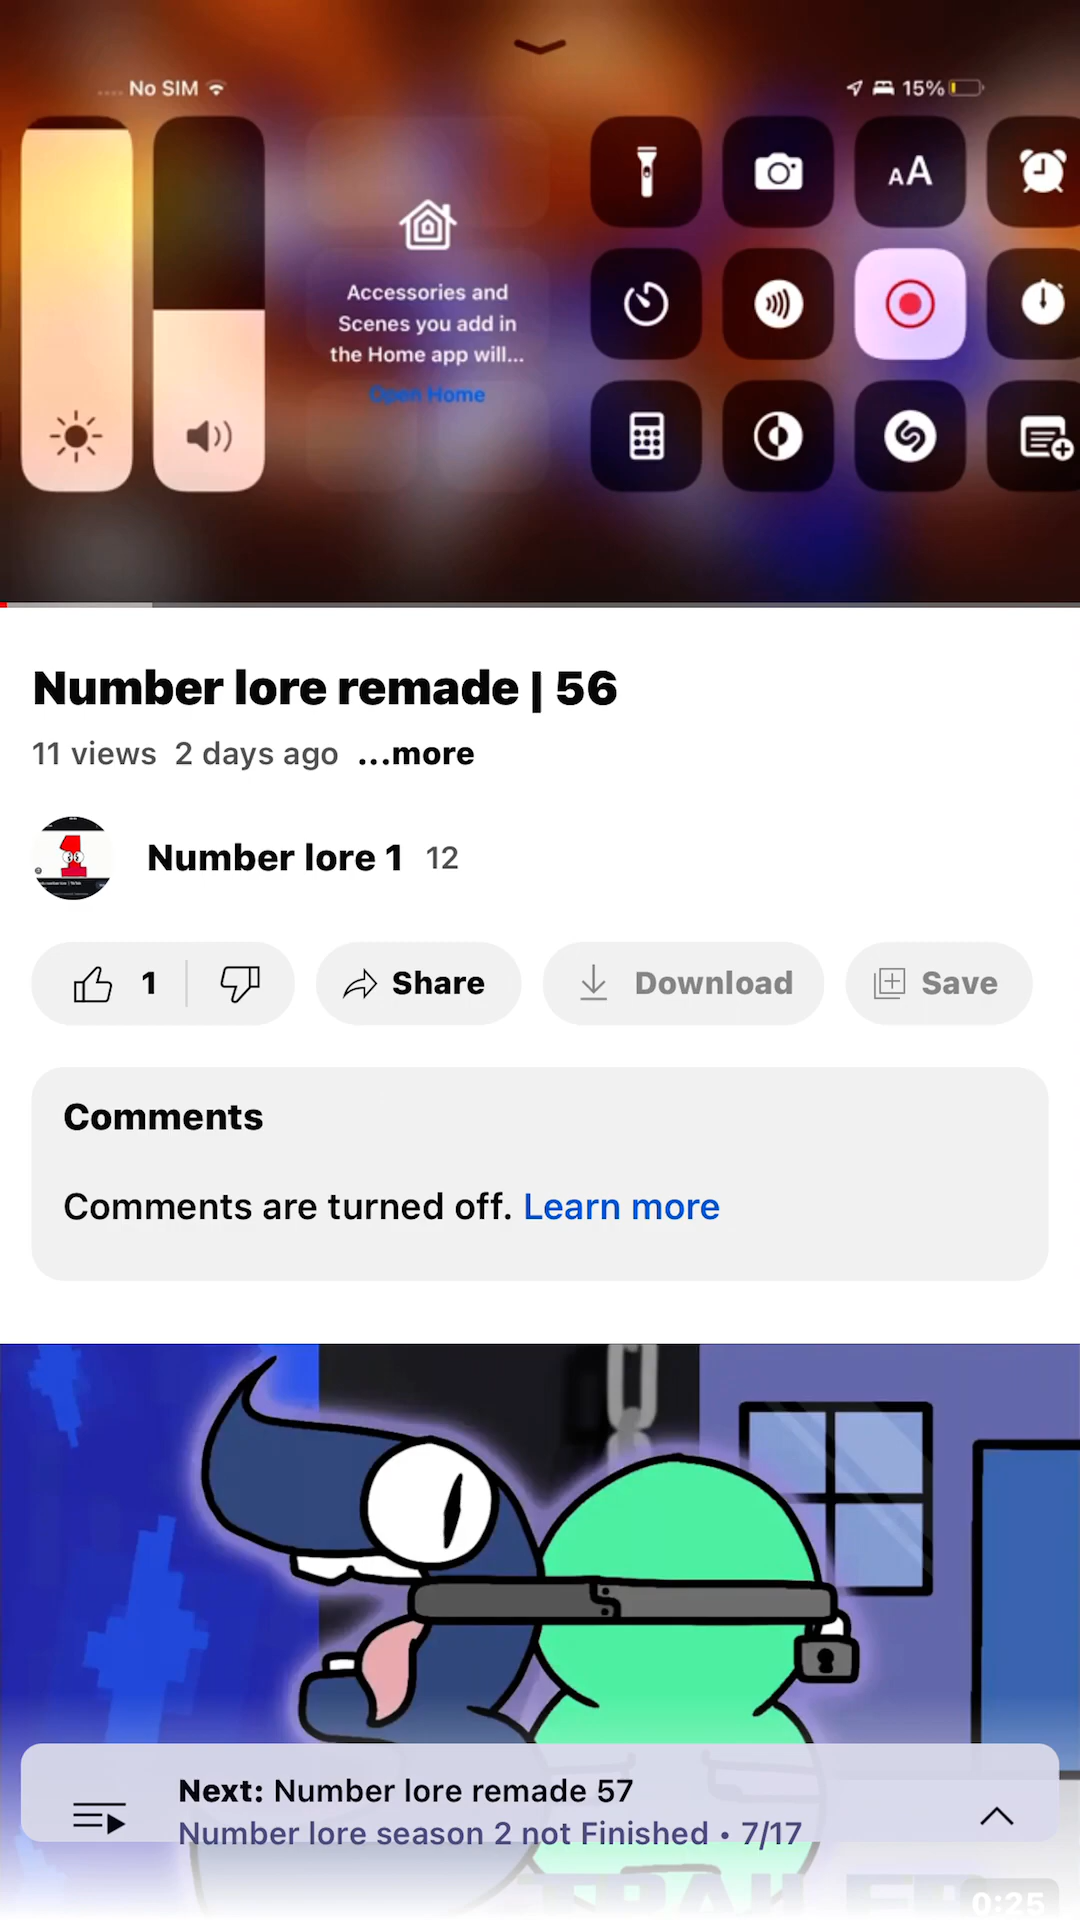 No SIM
15%
AA
Accessories and
Scenes you add in
the Home app will...
Open Home
Number lore remade | 56
11 views 2 days ago ...more
Number lore 1 12
1
Share
Download
Save
Comments
Comments are turned off. Learn more
Next: Number lore remade 57
Number lore season 2 not Finished • 7/17
TRAILER
0:25